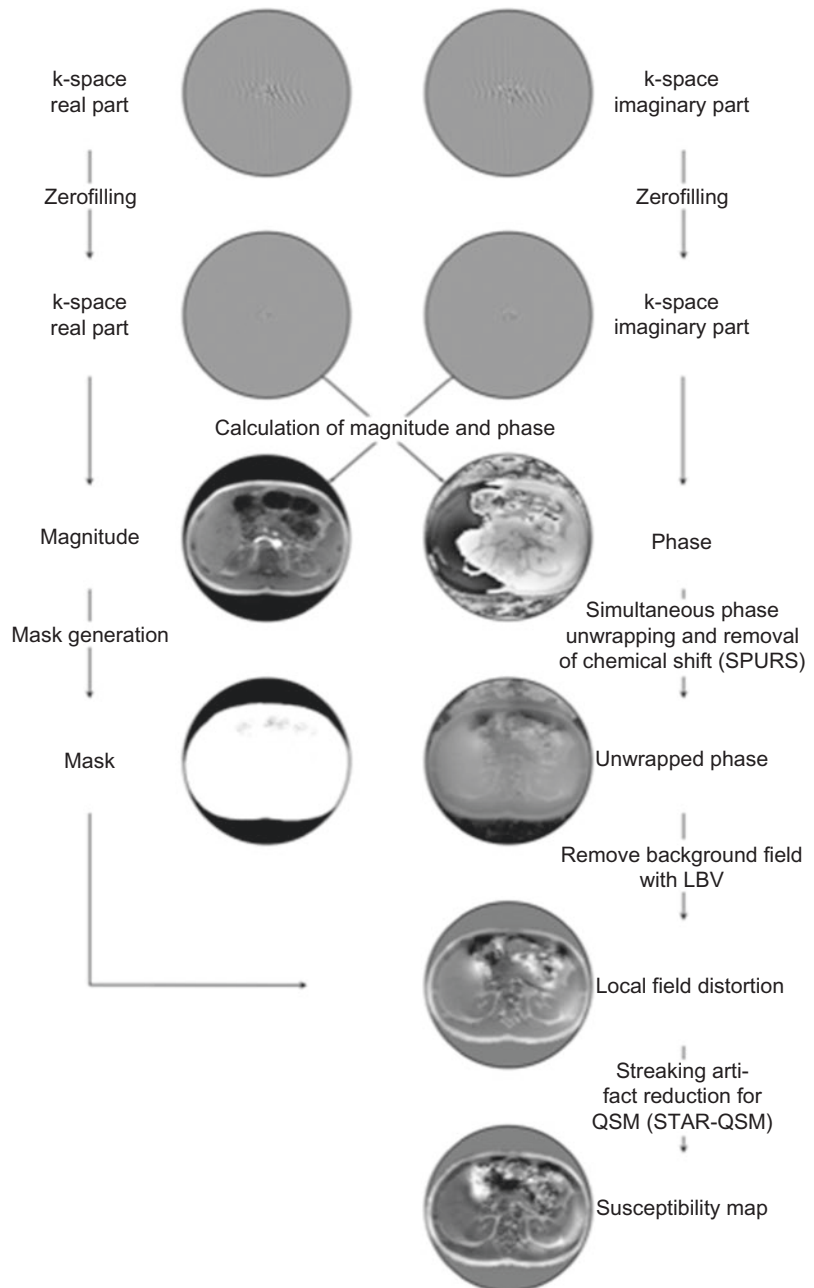 k-space
real part
k-space
imaginary part
Zerofilling
Zerofilling
k-space
real part
k-space
imaginary part
Calculation of magnitude and phase
Magnitude
Phase
Mask generation
Simultaneous phase
unwrapping and removal
of chemical shift (SPURS)
Mask
Unwrapped phase
Remove background field
with LBV
Local field distortion
Streaking arti-
fact reduction for
QSM (STAR-QSM)
Susceptibility map